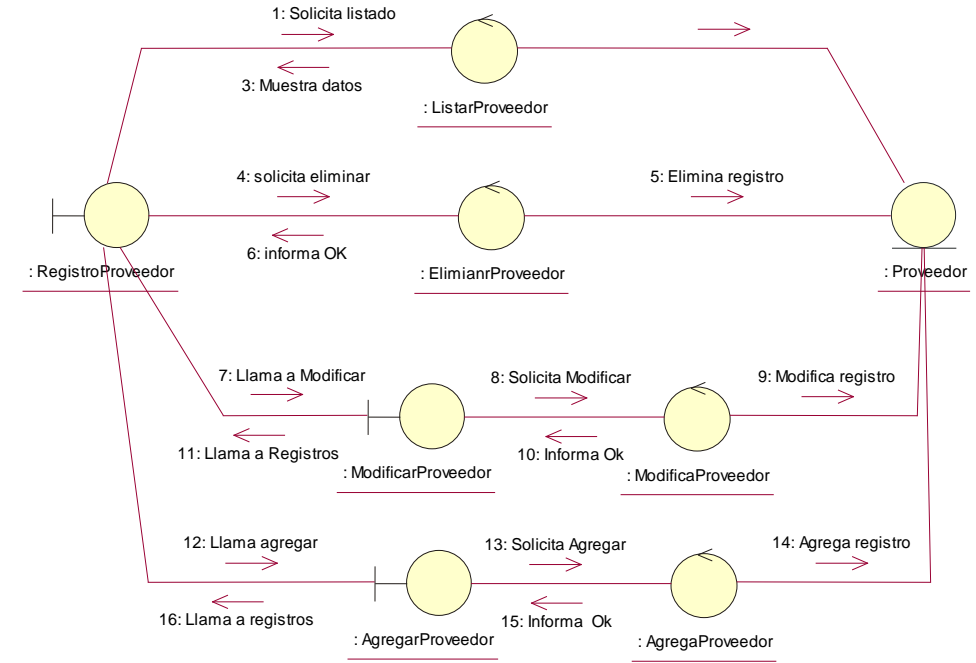 1: Solicita listado
3: Muestra datos
: ListarProveedor
4: solicita eliminar
5: Elimina registro
6: informa OK
: RegistroProveedor
: ElimianrProveedor
: Proveedor
7: Llama a Modificar
8: Solicita Modificar
9: Modifica registro
11: Llama a Registros
10: Informa Ok
: ModificarProveedor
: ModificaProveedor
12: Llama agregar
13: Solicita Agregar
14: Agrega registro
16: Llama a registros
15: Informa Ok
: AgregarProveedor
: AgregaProveedor